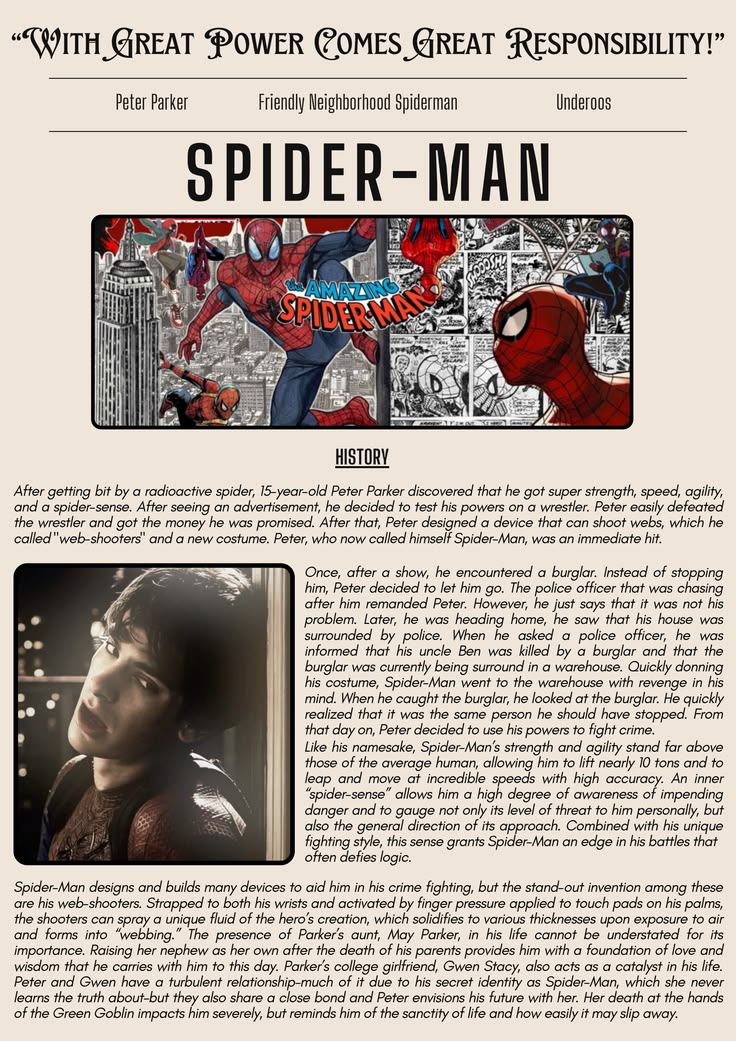 “With Great Power Comes Great Responsibility!”
Peter Parker Friendly Neighborhood Spiderman Underoos
SPIDER-MAN
the AMAZING
SPIDER-MAN
HISTORY
After getting bit by a radioactive spider, 15-year-old Peter Parker discovered that he got super strength, speed, agility,
and a spider-sense. After seeing an advertisement, he decided to test his powers on a wrestler. Peter easily defeated
the wrestler and got the money he was promised. After that, Peter designed a device that can shoot webs, which he
called "web-shooters" and a new costume. Peter, who now called himself Spider-Man, was an immediate hit.
Once, after a show, he encountered a burglar. Instead of stopping
him, Peter decided to let him go. The police officer that was chasing
after him remanded Peter. However, he just says that it was not his
problem. Later, he was heading home, he saw that his house was
surrounded by police. When he asked a police officer, he was
informed that his uncle Ben was killed by a burglar and that the
burglar was currently being surround in a warehouse. Quickly donning
his costume, Spider-Man went to the warehouse with revenge in his
mind. When he caught the burglar, he looked at the burglar. He quickly
realized that it was the same person he should have stopped. From
that day on, Peter decided to use his powers to fight crime.
Like his namesake, Spider-Man’s strength and agility stand far above
those of the average human, allowing him to lift nearly 10 tons and to
leap and move at incredible speeds with high accuracy. An inner
“spider-sense” allows him a high degree of awareness of impending
danger and to gauge not only its level of threat to him personally, but
also the general direction of its approach. Combined with his unique
fighting style, this sense grants Spider-Man an edge in his battles that
often defies logic.
Spider-Man designs and builds many devices to aid him in his crime fighting, but the stand-out invention among these
are his web-shooters. Strapped to both his wrists and activated by finger pressure applied to touch pads on his palms,
the shooters can spray a unique fluid of the hero’s creation, which solidifies to various thicknesses upon exposure to air
and forms into “webbing.” The presence of Parker’s aunt, May Parker, in his life cannot be understated for its
importance. Raising her nephew as her own after the death of his parents provides him with a foundation of love and
wisdom that he carries with him to this day. Parker’s college girlfriend, Gwen Stacy, also acts as a catalyst in his life.
Peter and Gwen have a turbulent relationship-much of it due to his secret identity as Spider-Man, which she never
learns the truth about-but they also share a close bond and Peter envisions his future with her. Her death at the hands
of the Green Goblin impacts him severely, but reminds him of the sanctity of life and how easily it may slip away.